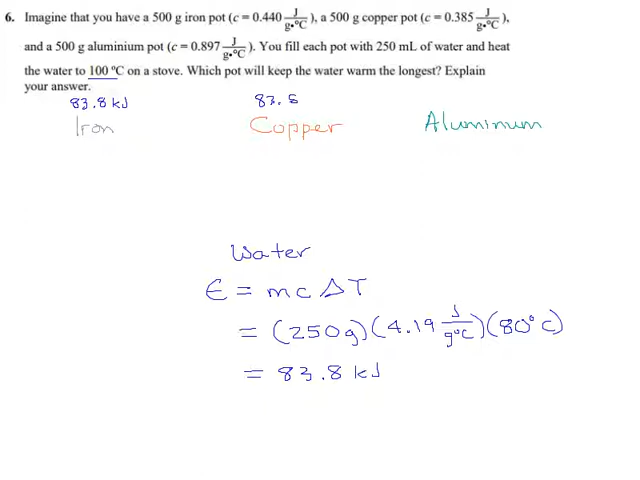 6. Imagine that you have a 500 g iron pot (c = 0.440 J/g•°C), a 500 g copper pot (c = 0.385 J/g•°C),
and a 500 g aluminium pot (c = 0.897 J/g•°C). You fill each pot with 250 mL of water and heat
the water to 100 °C on a stove. Which pot will keep the water warm the longest? Explain
your answer.
83.8 kJ 83.8
Iron Copper Aluminum
Water
E = mcΔT
= (250g)(4.19 J/g°C)(80°C)
= 83.8 kJ